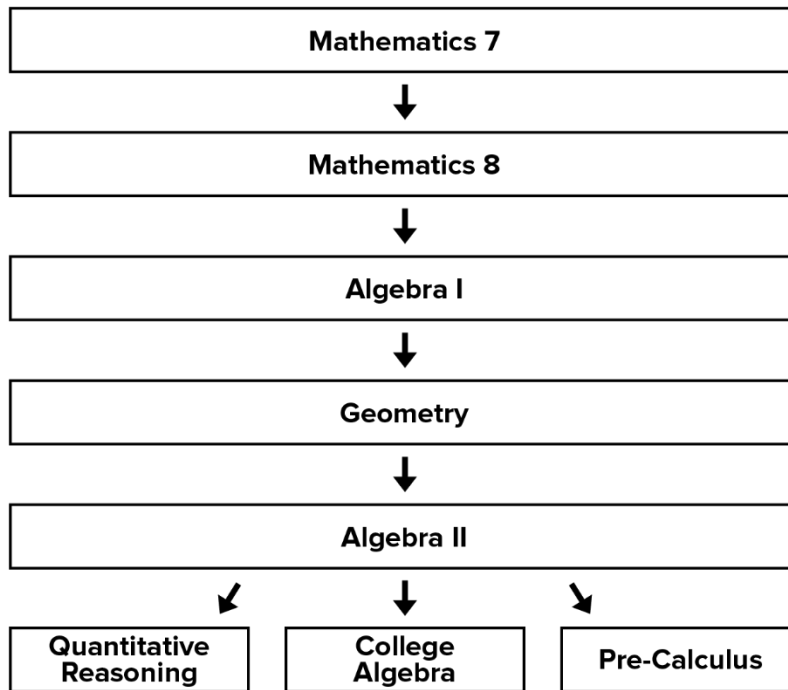 Mathematics 7
Mathematics 8
Algebra I
Geometry
Algebra II
Quantitative
Reasoning
College
Algebra
Pre-Calculus